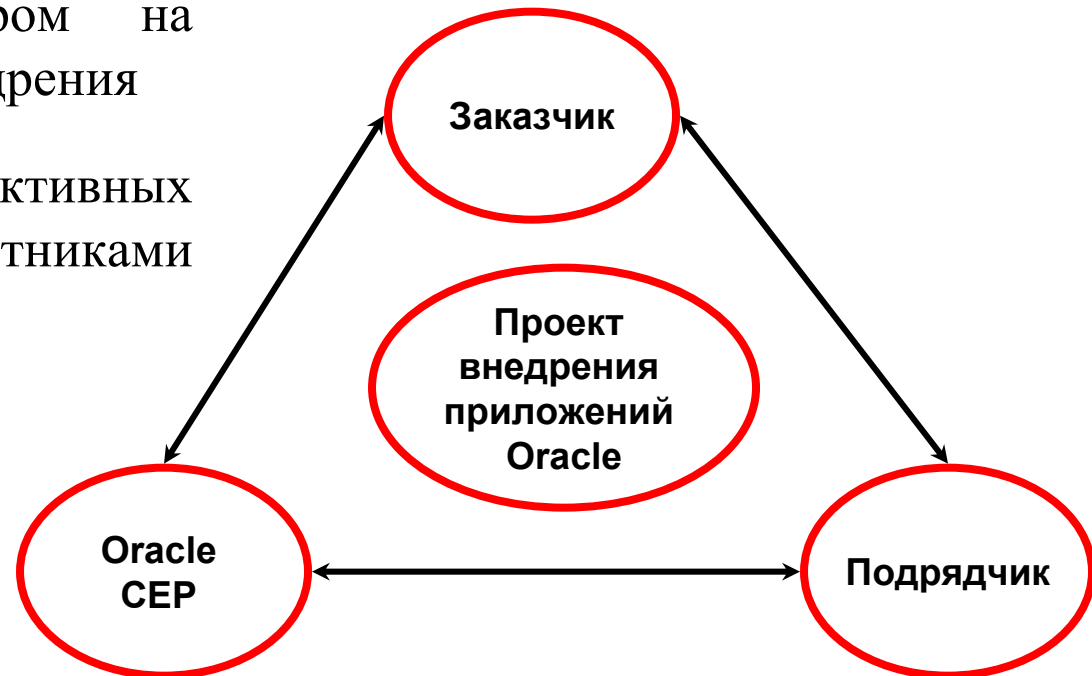 ром на
дрения
ктивных
тниками
Заказчик
Проект
внедрения
приложений
Oracle
Oracle
CEP
Подрядчик